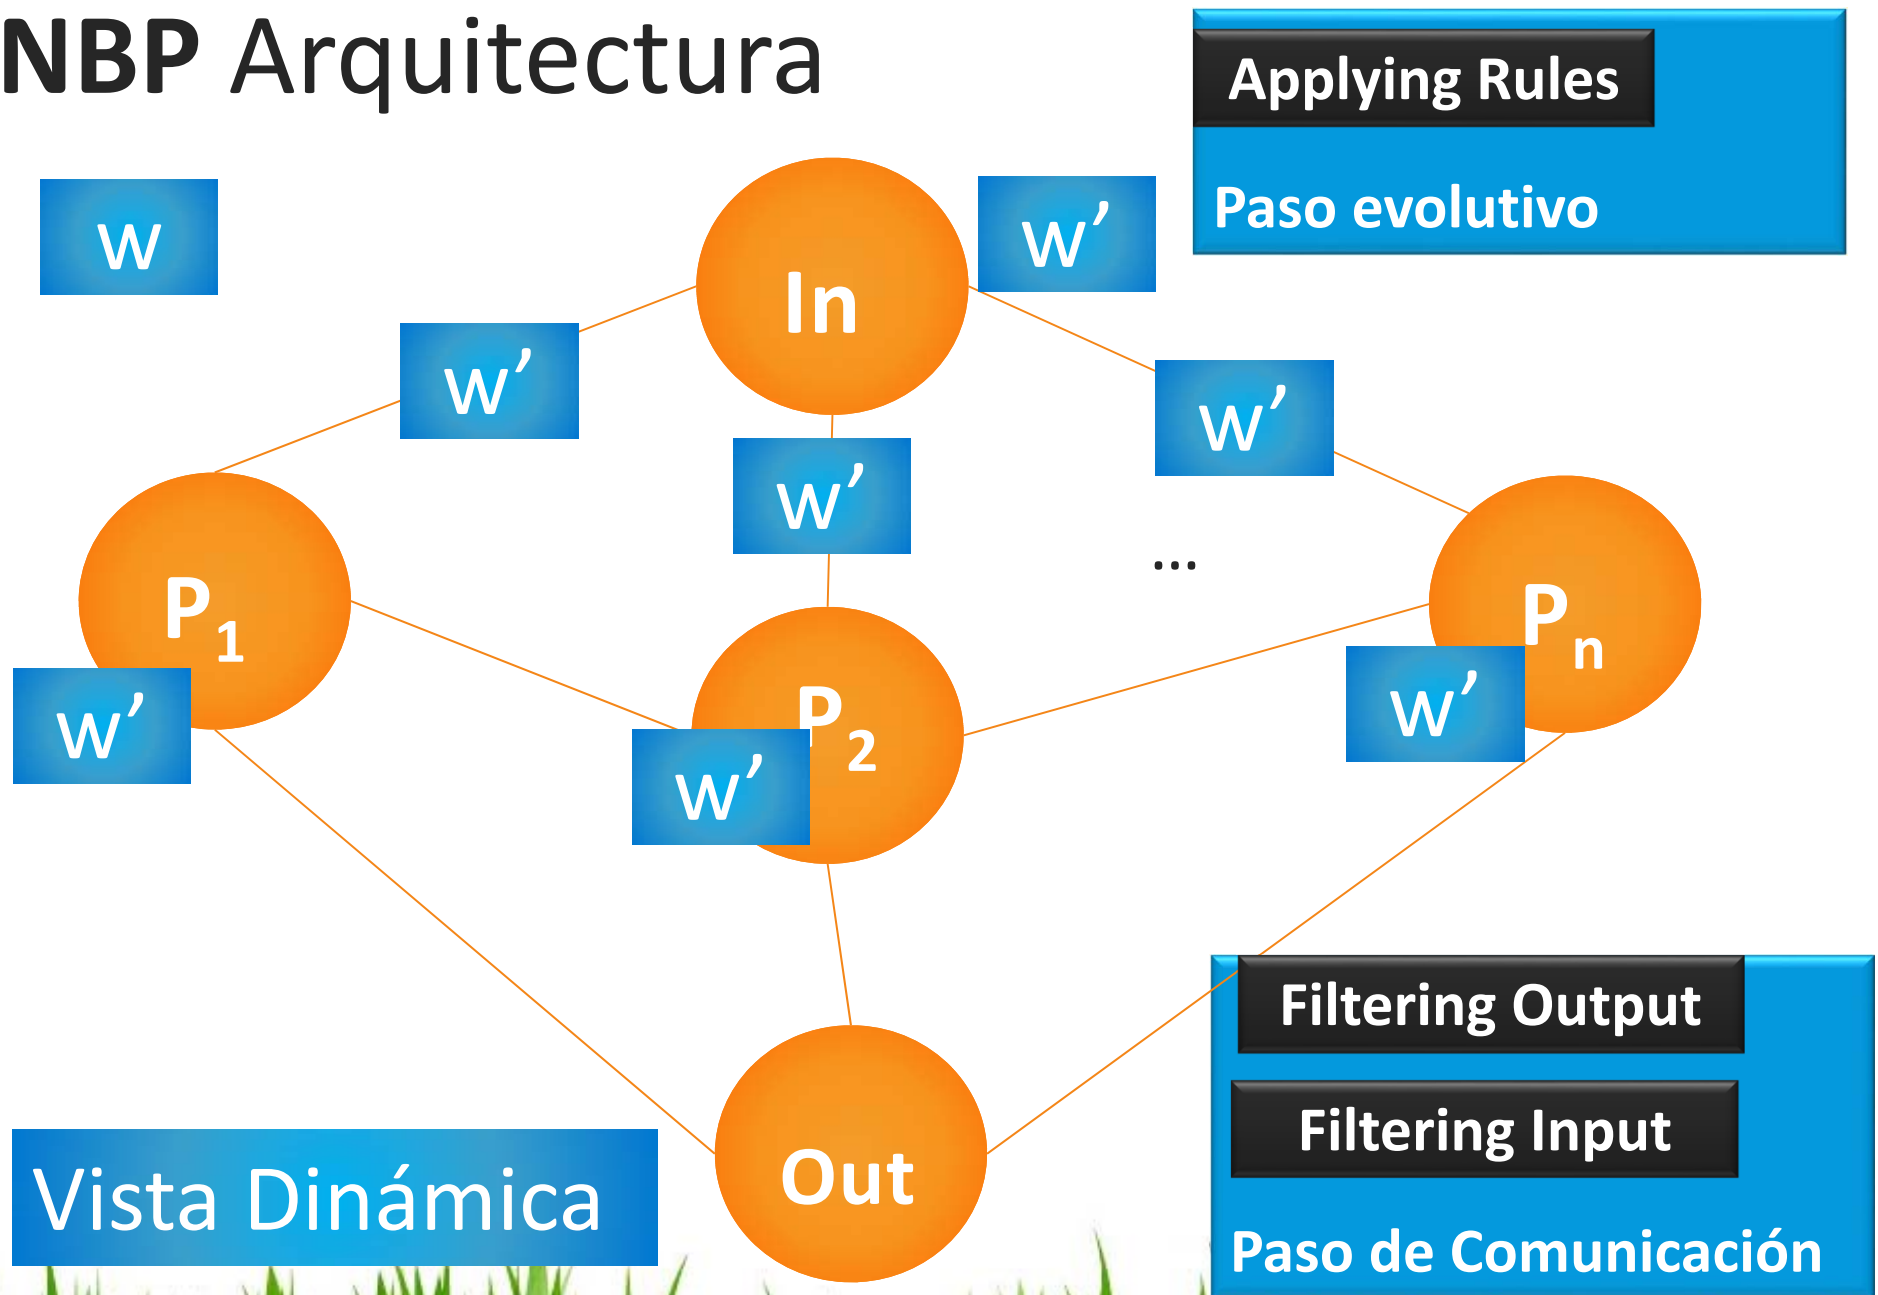 NBP Arquitectura
Applying Rules
Paso evolutivo
w
In
w′
w′
w′
w′
...
P1
P2
Pn
w′
w′
w′
Filtering Output
Filtering Input
Paso de Comunicación
Out
Vista Dinámica